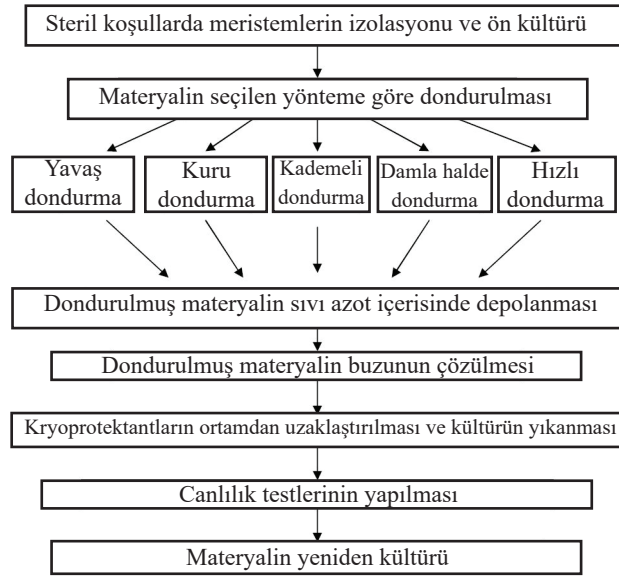 Steril koşullarda meristemlerin izolasyonu ve ön kültürü
Materyalin seçilen yönteme göre dondurulması
Yavaş
dondurma
Kuru
dondurma
Kademeli
dondurma
Damla halde
dondurma
Hızlı
dondurma
Dondurulmuş materyalin sıvı azot içerisinde depolanması
Dondurulmuş materyalin buzunun çözülmesi
Kryoprotektantların ortamdan uzaklaştırılması ve kültürün yıkanması
Canlılık testlerinin yapılması
Materyalin yeniden kültürü